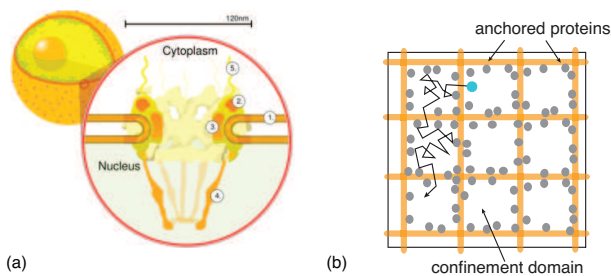 120nm
Cytoplasm
5.
2.
1.
3.
Nucleus
4.
(a)
anchored proteins
confinement domain
(b)